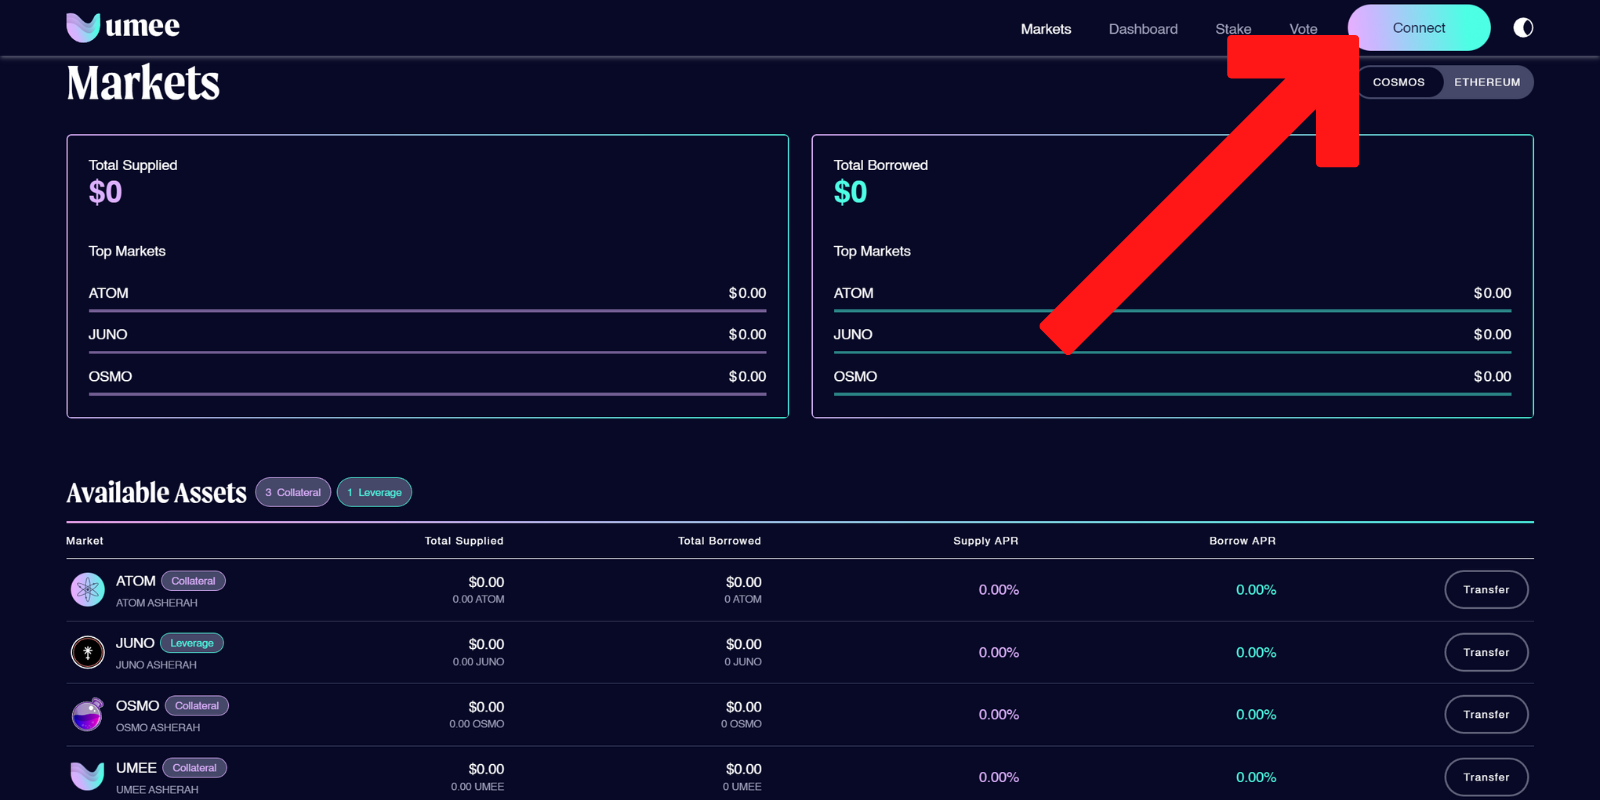 umee
Markets Dashboard Stake Vote Connect
Markets
COSMOS ETHEREUM
Total Supplied
$0
Top Markets
ATOM $0.00
JUNO $0.00
OSMO $0.00
Total Borrowed
$0
Top Markets
ATOM $0.00
JUNO $0.00
OSMO $0.00
Available Assets 3 Collateral 1 Leverage
Market Total Supplied Total Borrowed Supply APR Borrow APR
ATOM Collateral $0.00 $0.00 0.00% 0.00% Transfer
ATOM ASHERAH 0.00 ATOM 0 ATOM
JUNO Leverage $0.00 $0.00 0.00% 0.00% Transfer
JUNO ASHERAH 0.00 JUNO 0 JUNO
OSMO Collateral $0.00 $0.00 0.00% 0.00% Transfer
OSMO ASHERAH 0.00 OSMO 0 OSMO
UMEE Collateral $0.00 $0.00 0.00% 0.00% Transfer
UMEE ASHERAH 0.00 UMEE 0 UMEE